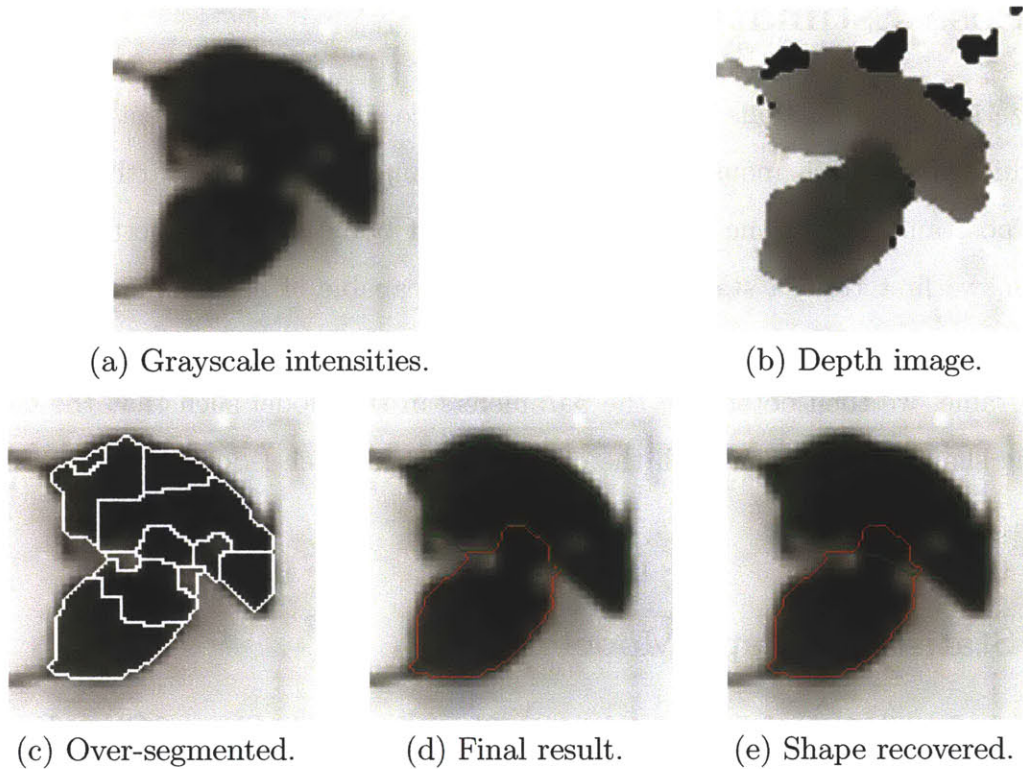 (a) Grayscale intensities.
(b) Depth image.
(c) Over-segmented.
(d) Final result.
(e) Shape recovered.